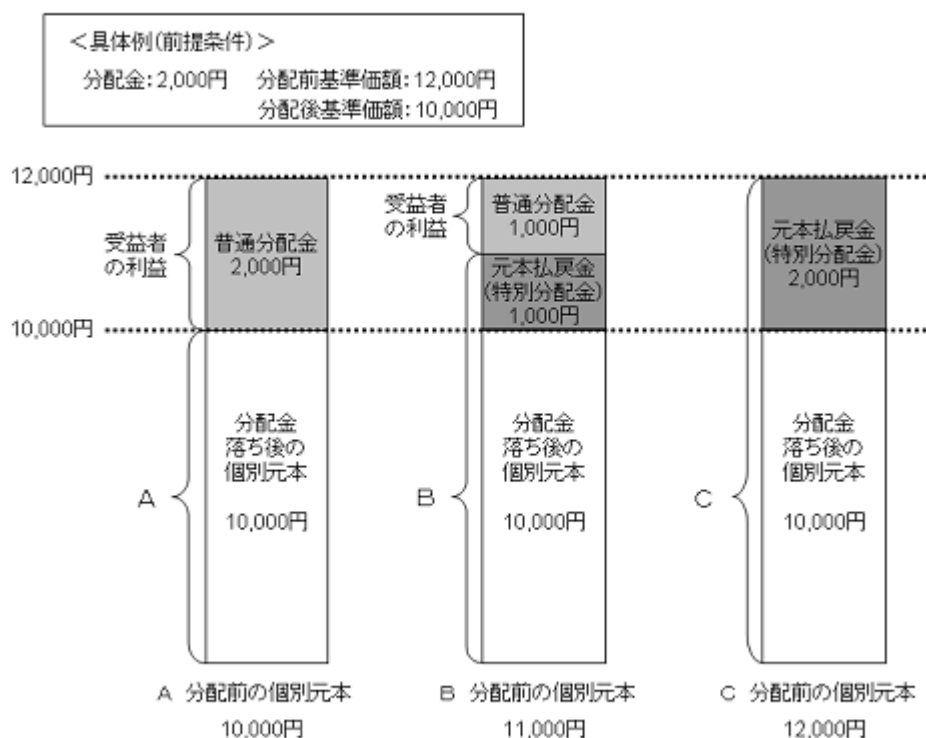 ＜具体例(前提条件)＞
分配金：2,000円　分配前基準価額：12,000円
分配後基準価額：10,000円
12,000円
10,000円
受益者
の利益
普通分配金
2,000円
分配金
落ち後の
個別元本
10,000円
A
A 分配前の個別元本
10,000円
受益者
の利益
普通分配金
1,000円
元本払戻金
(特別分配金)
1,000円
分配金
落ち後の
個別元本
10,000円
B
B 分配前の個別元本
11,000円
元本払戻金
(特別分配金)
2,000円
分配金
落ち後の
個別元本
10,000円
C
C 分配前の個別元本
12,000円